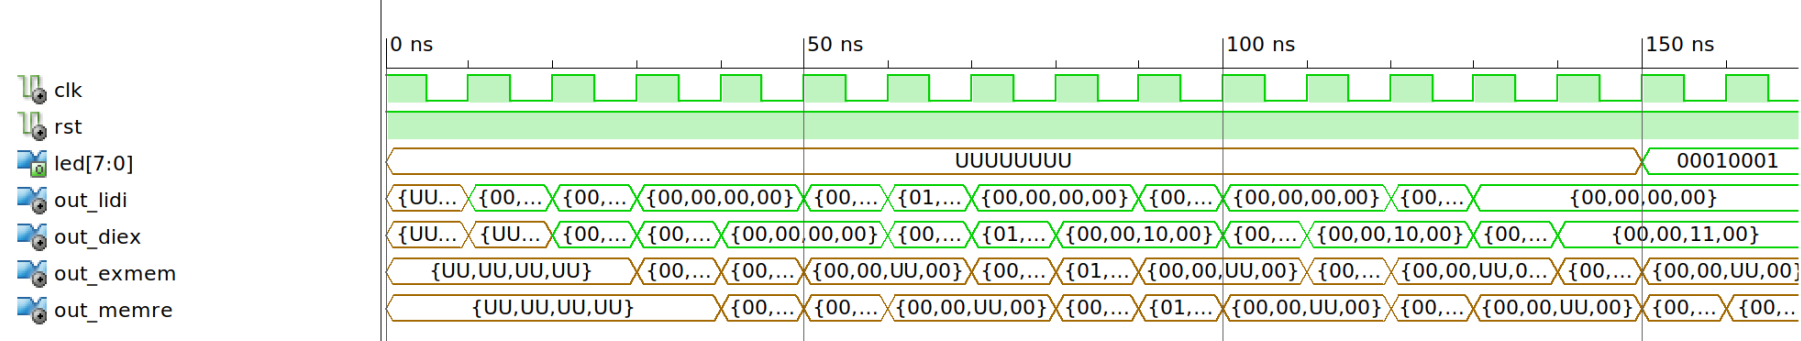 0 ns 50 ns 100 ns 150 ns
clk
rst
led[7:0] UUUUUUUU 00010001
out_lidi {UU... {00,... {00,... {00,00,00,00} {00,... {01,... {00,00,00,00} {00,... {00,00,00,00} {00,... {00,00,00,00}
out_diex {UU... {UU... {00,... {00,... {00,00,00,00} {00,... {01,... {00,00,10,00} {00,... {00,00,10,00} {00,... {00,00,11,00}
out_exmem {UU,UU,UU,UU} {00,... {00,... {00,00,UU,00} {00,... {01,... {00,00,UU,00} {00,... {00,00,UU,0... {00,... {00,00,UU,00}
out_memre {UU,UU,UU,UU} {00,... {00,... {00,00,UU,00} {00,... {01,... {00,00,UU,00} {00,... {00,00,UU,00} {00,... {00,...